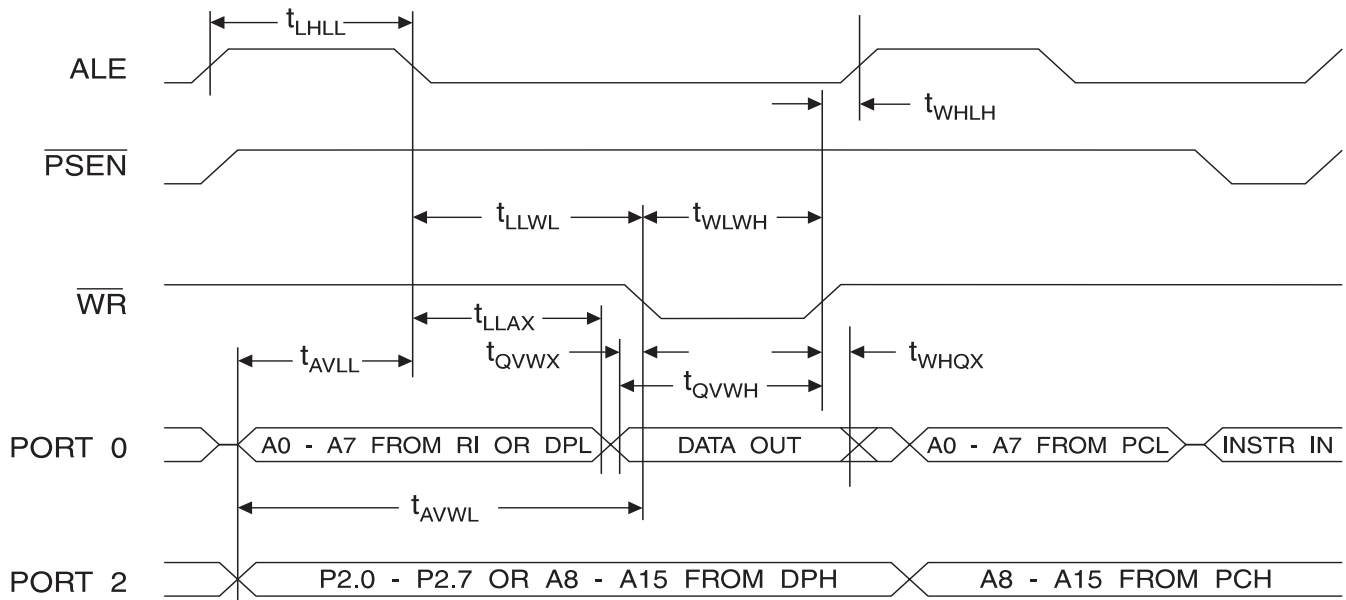 tLHLL
ALE
tWHLH
PSEN
tLLWL
tWLWH
WR
tLLAX
tAVLL
tQVWX
tWHQX
tQVWH
PORT 0
A0 - A7 FROM RI OR DPL
DATA OUT
A0 - A7 FROM PCL
INSTR IN
tAVWL
PORT 2
P2.0 - P2.7 OR A8 - A15 FROM DPH
A8 - A15 FROM PCH